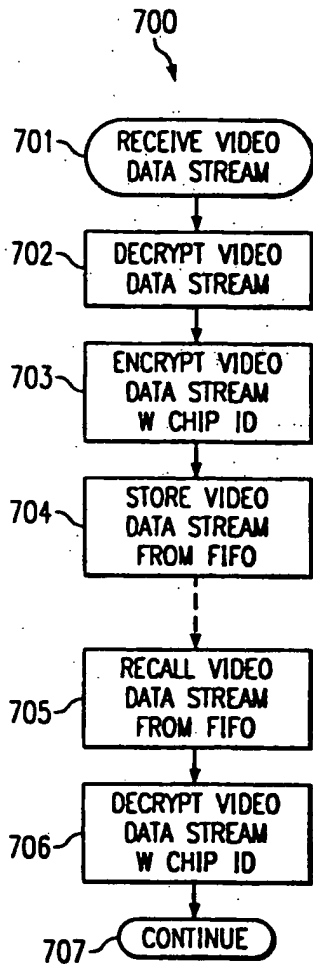 700
701
RECEIVE VIDEO
DATA STREAM
702
DECRYPT VIDEO
DATA STREAM
703
ENCRYPT VIDEO
DATA STREAM
W CHIP ID
704
STORE VIDEO
DATA STREAM
FROM FIFO
705
RECALL VIDEO
DATA STREAM
FROM FIFO
706
DECRYPT VIDEO
DATA STREAM
W CHIP ID
707
CONTINUE